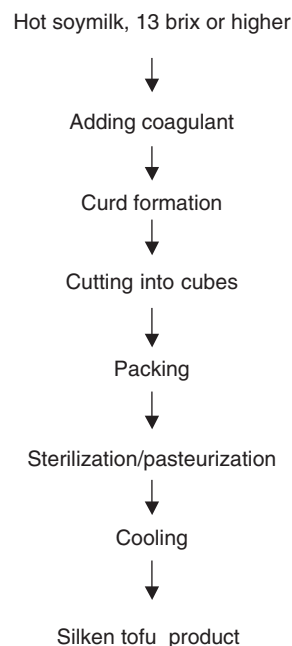 Hot soymilk, 13 brix or higher
Adding coagulant
Curd formation
Cutting into cubes
Packing
Sterilization/pasteurization
Cooling
Silken tofu product